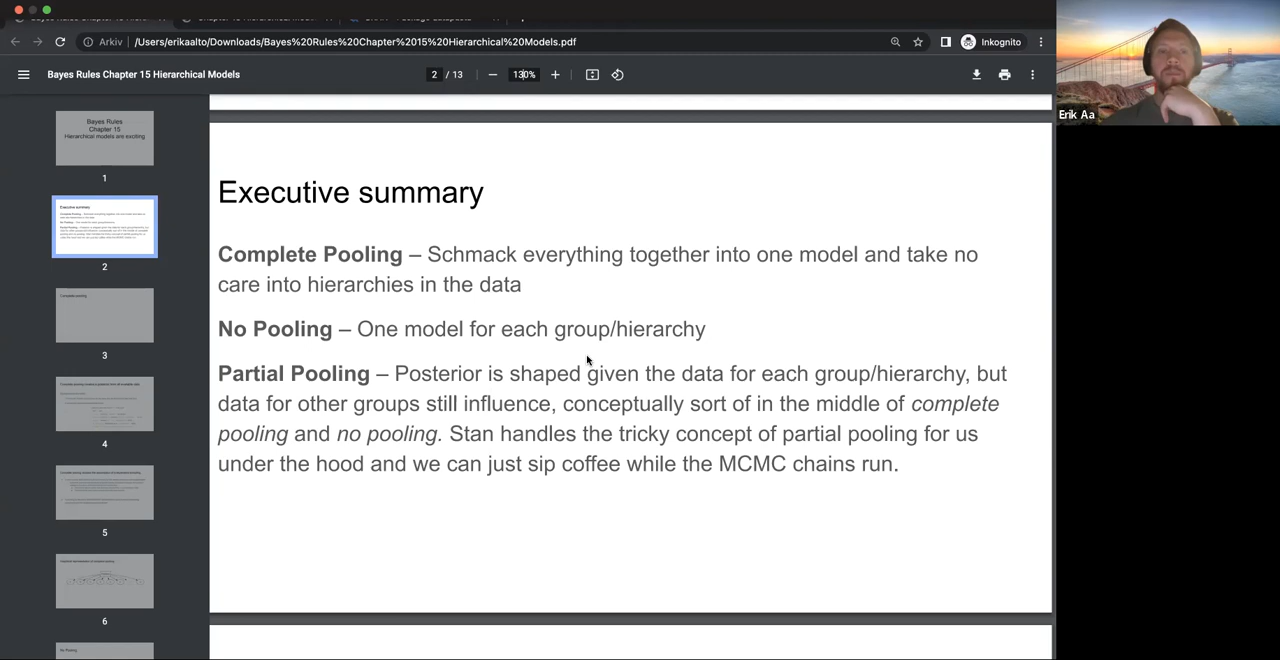 Arkiv
/Users/erikaalto/Downloads/Bayes%20Rules%20Chapter%2015%20Hierarchical%20Models.pdf
Inkognito
Bayes Rules Chapter 15 Hierarchical Models
2 / 13
130%
Erik Aa
Bayes Rules
Chapter 15
Hierarchical models are exciting
1
Executive summary
2
Complete pooling
3
4
5
6
No Pooling
Executive summary
Complete Pooling – Schmack everything together into one model and take no
care into hierarchies in the data
No Pooling – One model for each group/hierarchy
Partial Pooling – Posterior is shaped given the data for each group/hierarchy, but
data for other groups still influence, conceptually sort of in the middle of complete
pooling and no pooling. Stan handles the tricky concept of partial pooling for us
under the hood and we can just sip coffee while the MCMC chains run.